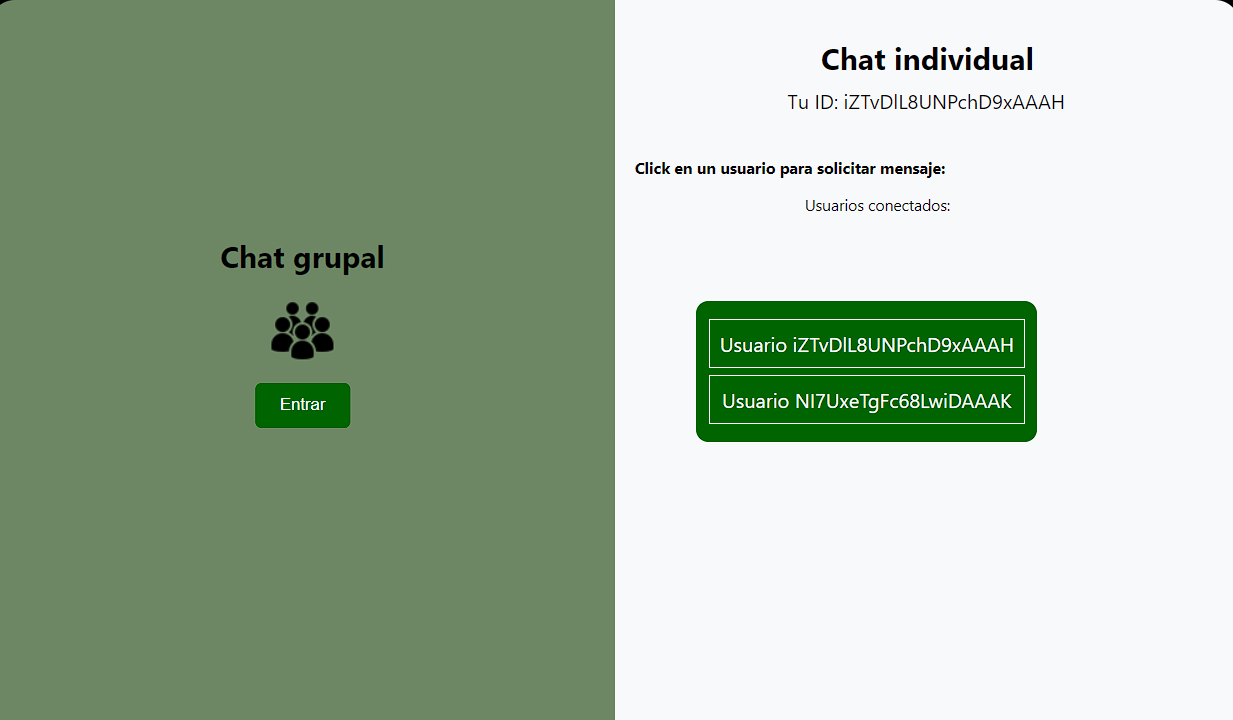 Chat grupal
Entrar
Chat individual
Tu ID: iZTvDlL8UNPchD9xAAAH
Click en un usuario para solicitar mensaje:
Usuarios conectados:
Usuario iZTvDlL8UNPchD9xAAAH
Usuario NI7UxeTgFc68LwiDAAAK